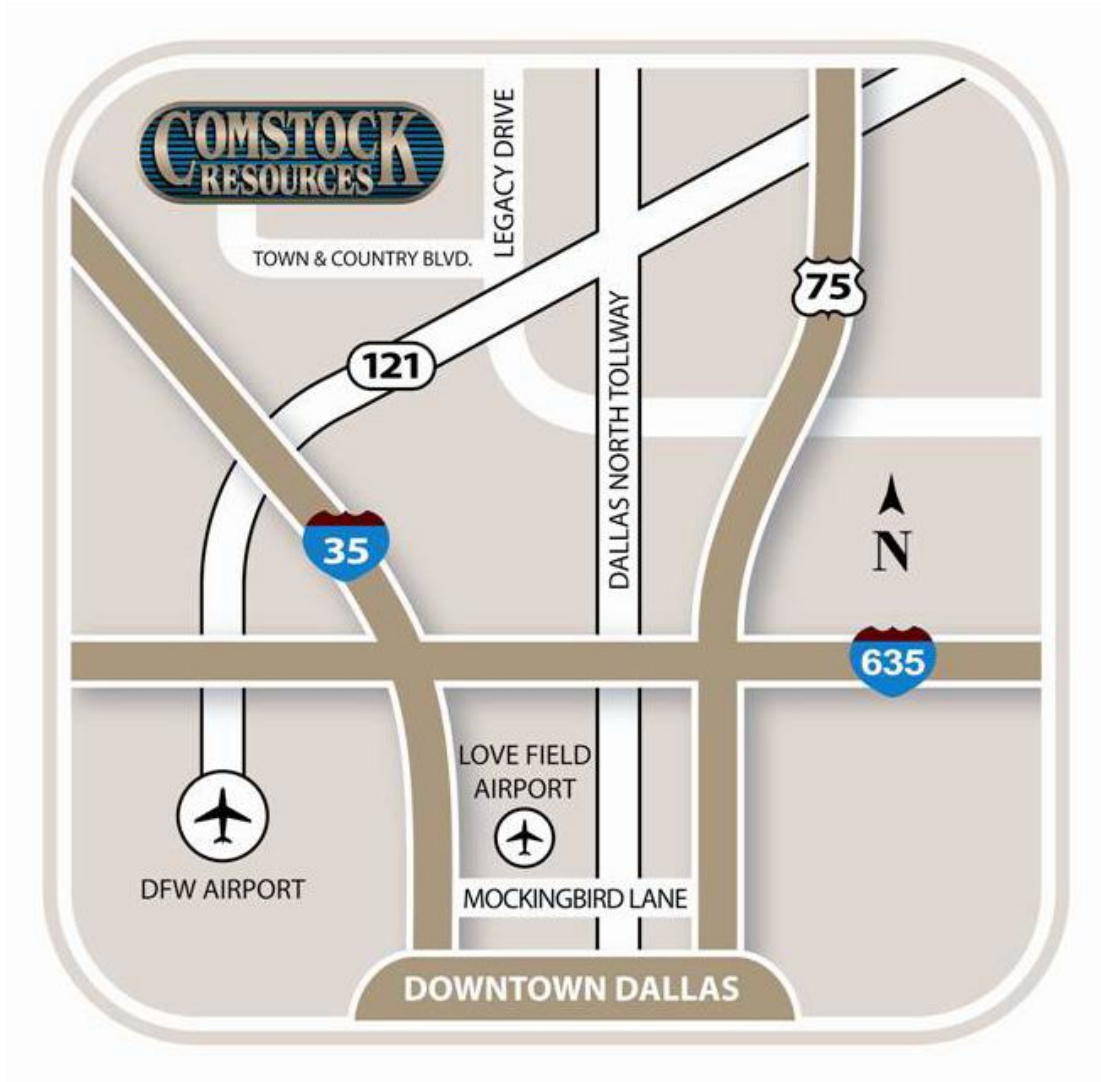 COMSTOCK
RESOURCES
LEGACY DRIVE
TOWN & COUNTRY BLVD.
75
DALLAS NORTH TOLLWAY
121
N
35
635
LOVE FIELD
AIRPORT
DFW AIRPORT
MOCKINGBIRD LANE
DOWNTOWN DALLAS